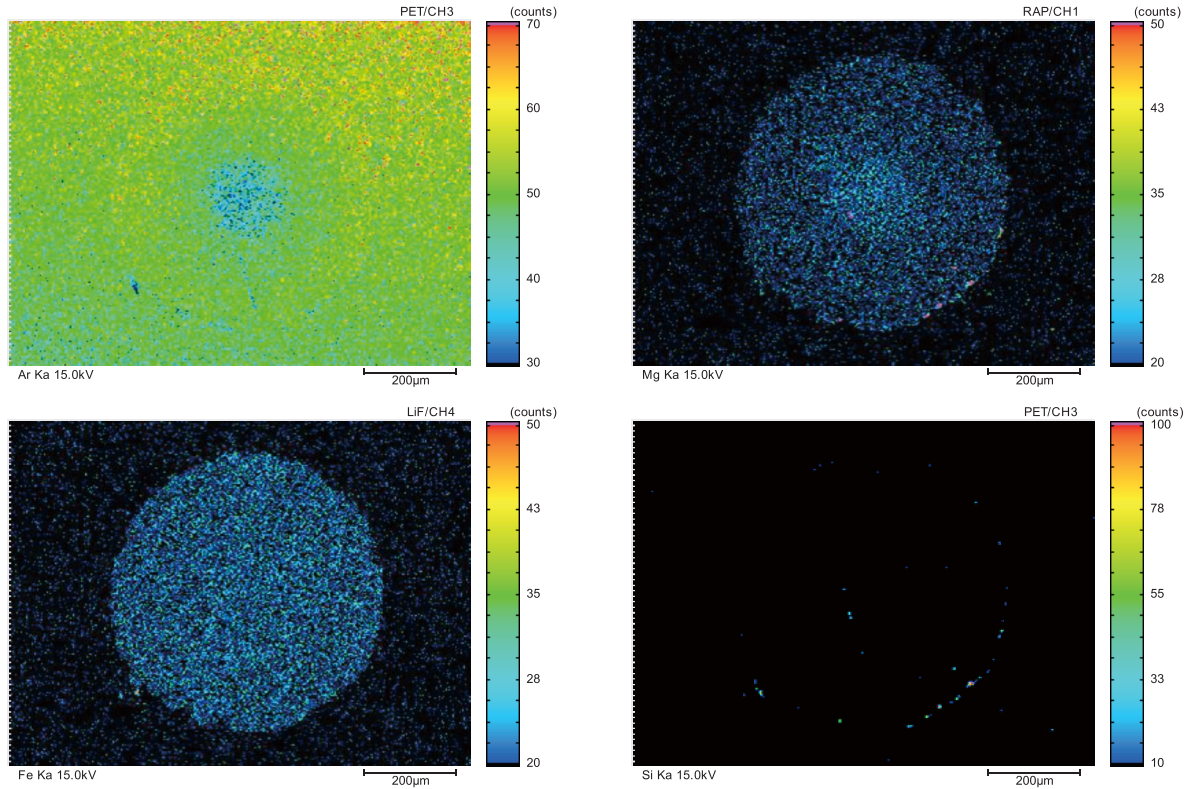 PET/CH3 (counts)
70
60
50
40
30
Ar Ka 15.0kV
200μm
RAP/CH1 (counts)
50
43
35
28
20
Mg Ka 15.0kV
200μm
LiF/CH4 (counts)
50
43
35
28
20
Fe Ka 15.0kV
200μm
PET/CH3 (counts)
100
78
55
33
10
Si Ka 15.0kV
200μm